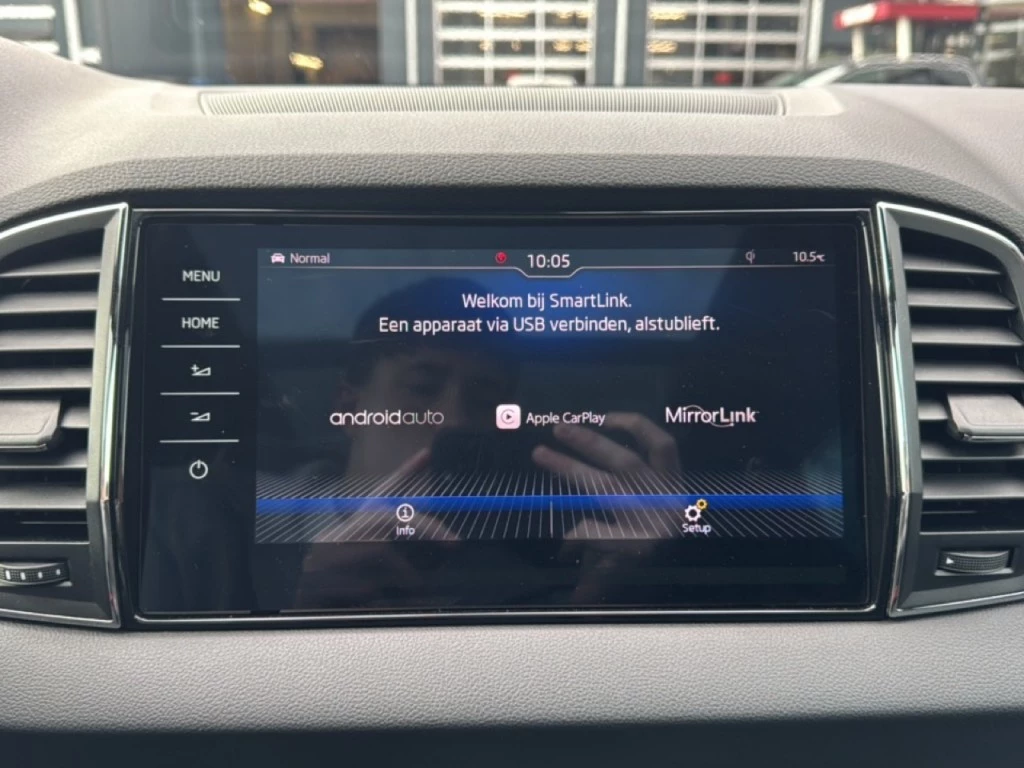 Normal
10:05
qi
10.5°C
MENU
HOME
Welkom bij SmartLink.
Een apparaat via USB verbinden, alstublieft.
androidauto
Apple CarPlay
MirrorLink
Info
Setup